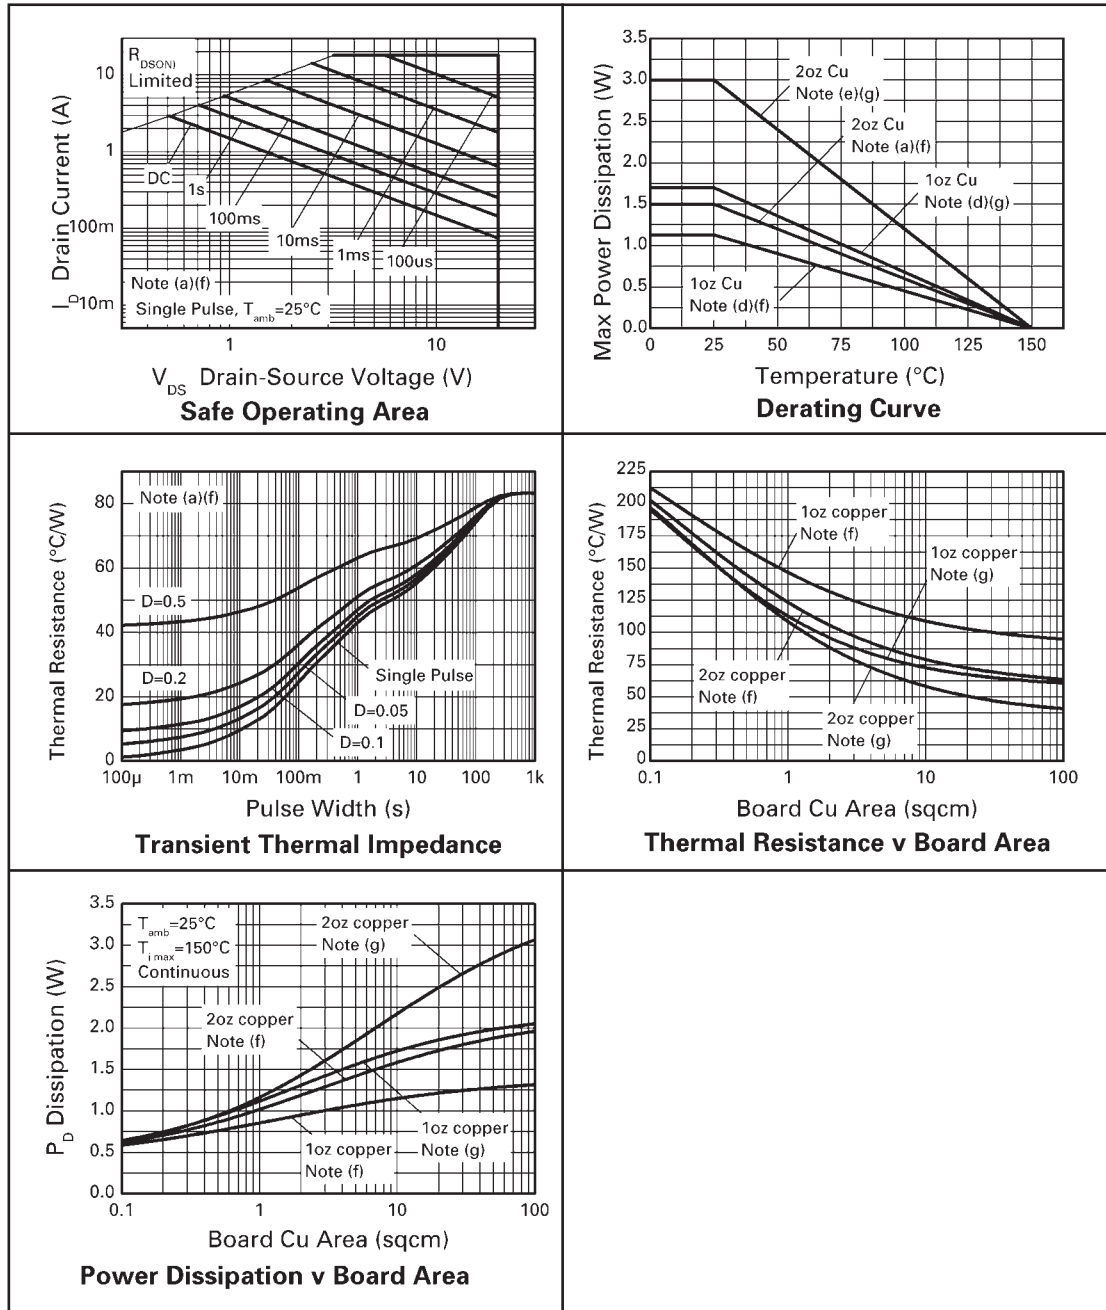 R DSON)
Limited
10
1
100m
10m
I D Drain Current (A)
DC
1s
100ms
10ms
1ms
100us
Note (a)(f)
Single Pulse, T amb =25°C
1 10
V DS Drain-Source Voltage (V)
Safe Operating Area
3.5
3.0
2.5
2.0
1.5
1.0
0.5
0.0
Max Power Dissipation (W)
2oz Cu
Note (e)(g)
2oz Cu
Note (a)(f)
1oz Cu
Note (d)(g)
1oz Cu
Note (d)(f)
0 25 50 75 100 125 150
Temperature (°C)
Derating Curve
80
60
40
20
0
Thermal Resistance (°C/W)
Note (a)(f)
D=0.5
D=0.2
Single Pulse
D=0.05
D=0.1
100µ 1m 10m 100m 1 10 100 1k
Pulse Width (s)
Transient Thermal Impedance
225
200
175
150
125
100
75
50
25
0
Thermal Resistance (°C/W)
1oz copper
Note (f)
1oz copper
Note (g)
2oz copper
Note (f)
2oz copper
Note (g)
0.1 1 10 100
Board Cu Area (sqcm)
Thermal Resistance v Board Area
3.5
3.0
2.5
2.0
1.5
1.0
0.5
0.0
P D Dissipation (W)
T amb =25°C
T j max =150°C
Continuous
2oz copper
Note (g)
2oz copper
Note (f)
1oz copper
Note (g)
1oz copper
Note (f)
0.1 1 10 100
Board Cu Area (sqcm)
Power Dissipation v Board Area